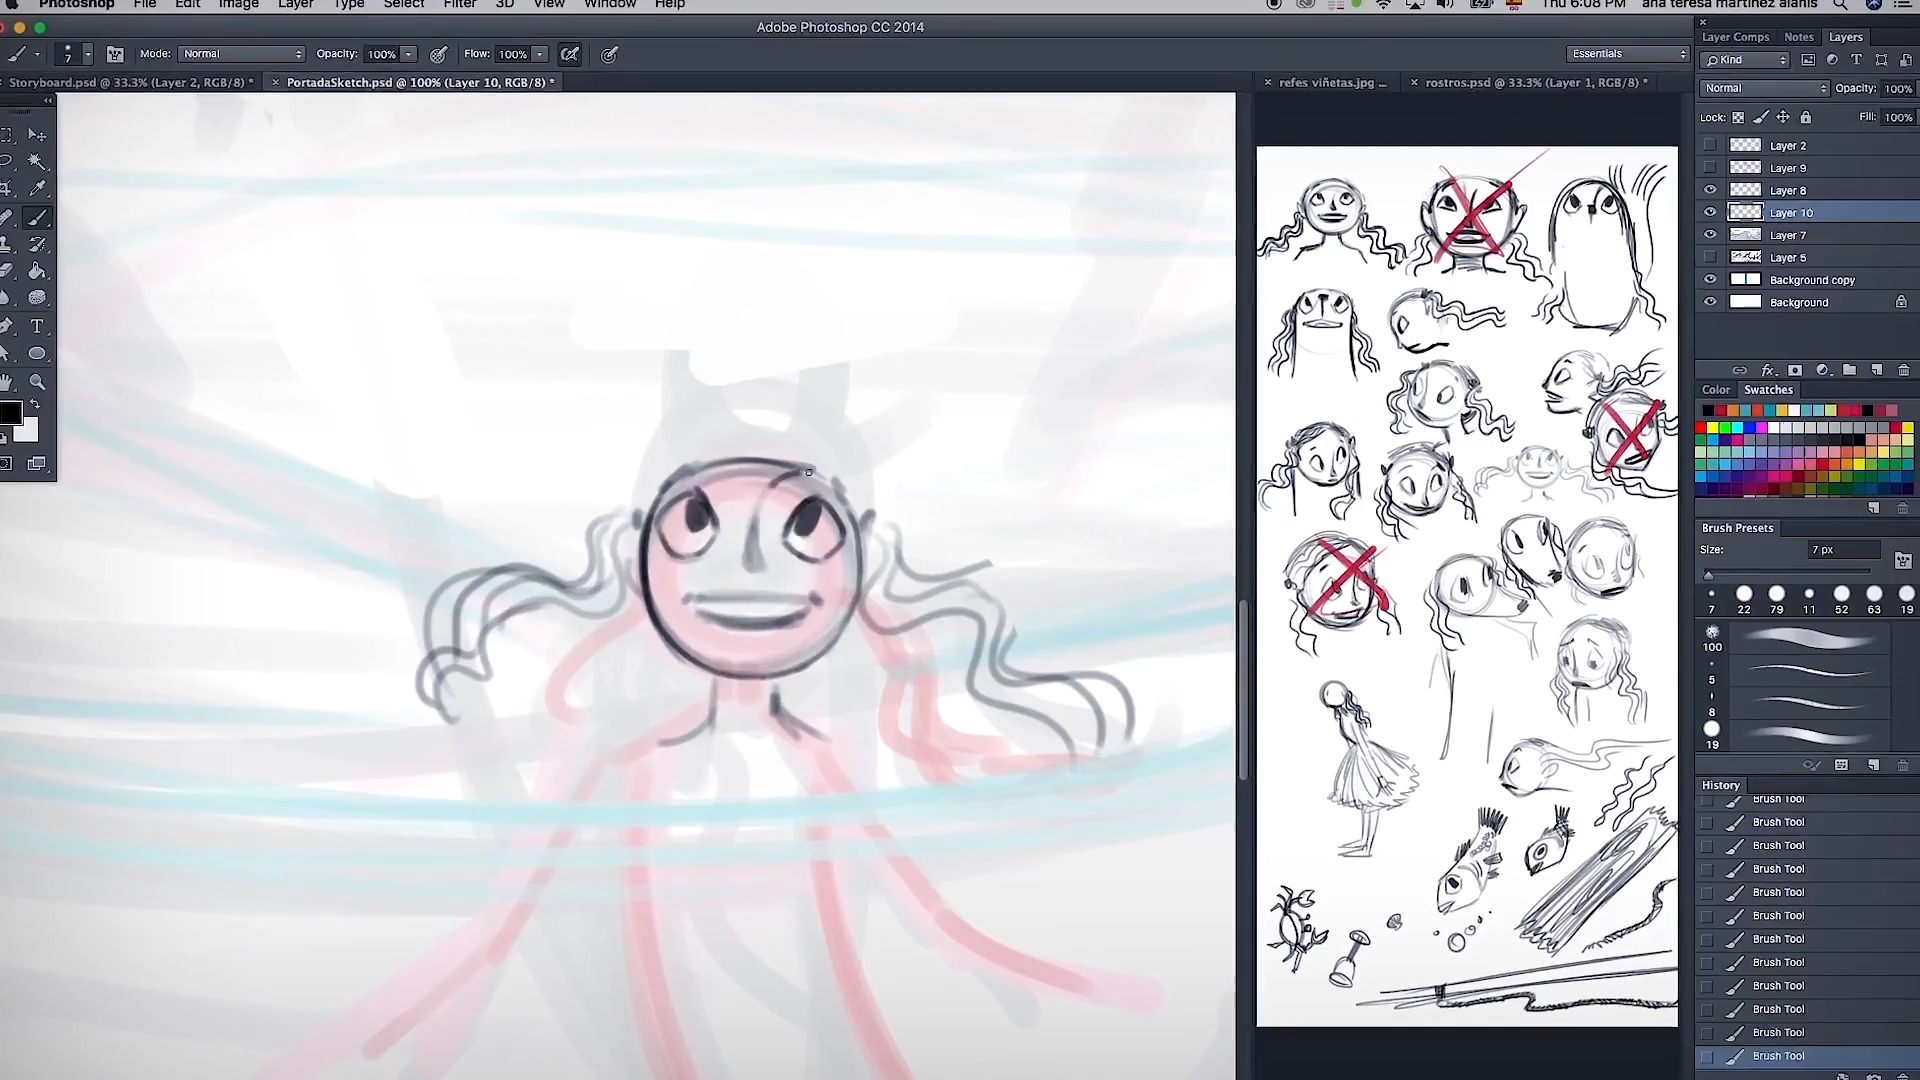 Photoshop File Edit Image Layer Type Select Filter 3D View Window Help
Thu 6:08 PM ana teresa martinez alanis
Adobe Photoshop CC 2014
7 Mode: Normal Opacity: 100% Flow: 100% Essentials
Storyboard.psd @ 33.3% (Layer 2, RGB/8) *
× PortadaSketch.psd @ 100% (Layer 10, RGB/8) *
× refes viñetas.jpg ...
× rostros.psd @ 33.3% (Layer 1, RGB/8) *
Layer Comps Notes Layers
Kind
Normal Opacity: 100%
Lock: Fill: 100%
Layer 2
Layer 9
Layer 8
Layer 10
Layer 7
Layer 5
Background copy
Background
fx
Color Swatches
Brush Presets
Size: 7 px
7 22 79 11 52 63 19
100
5
8
19
History
Brush Tool
Brush Tool
Brush Tool
Brush Tool
Brush Tool
Brush Tool
Brush Tool
Brush Tool
Brush Tool
Brush Tool
Brush Tool
Brush Tool